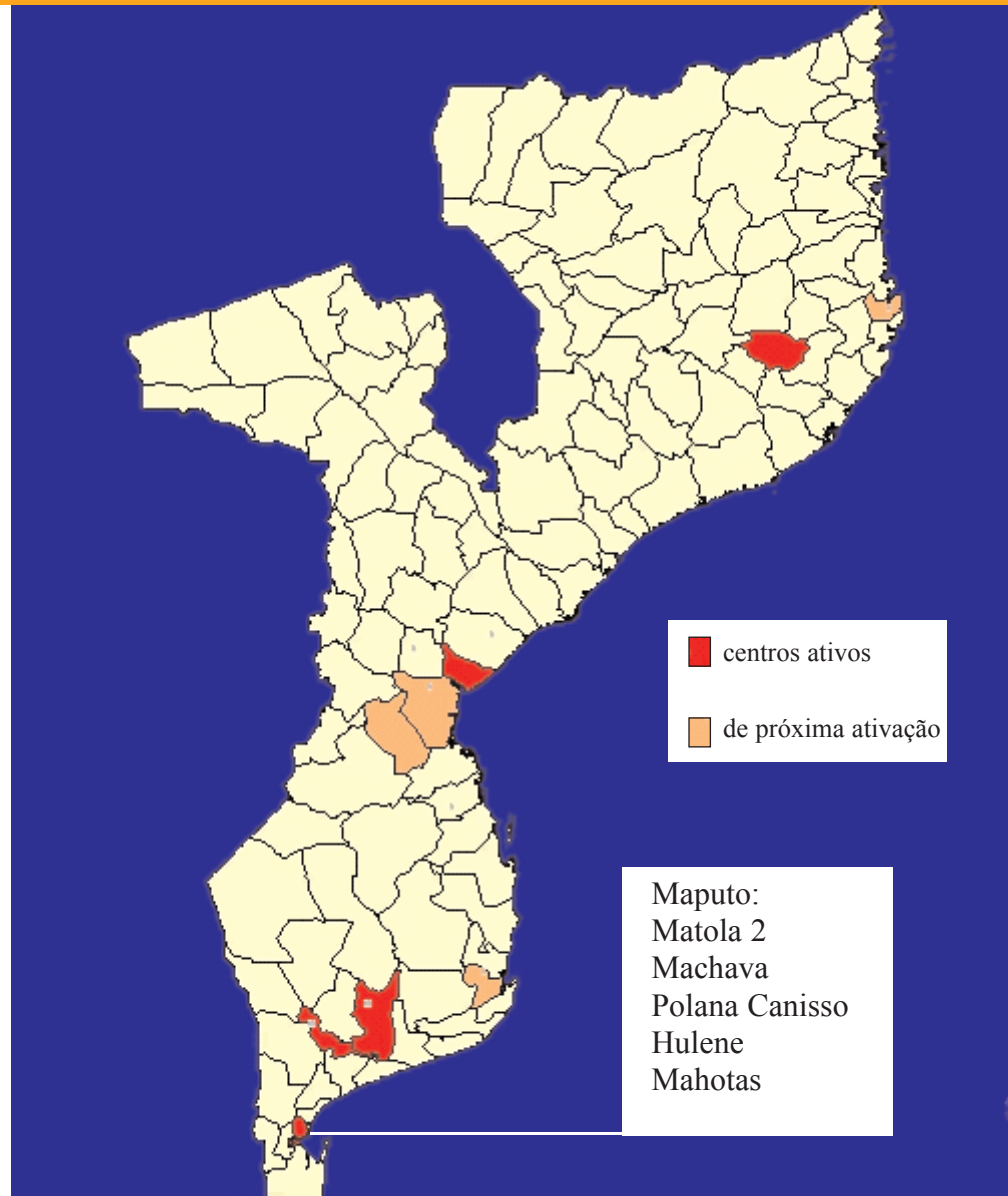 centros ativos
de próxima ativação
Maputo:
Matola 2
Machava
Polana Canisso
Hulene
Mahotas